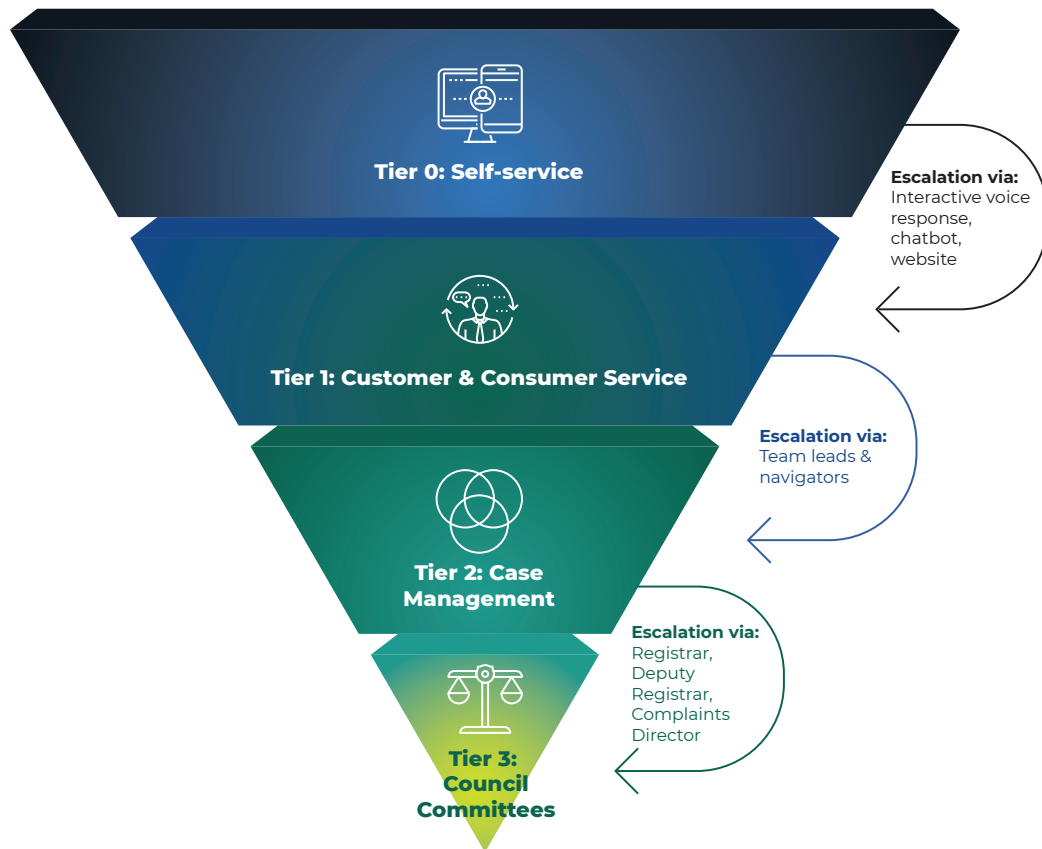 Tier 0: Self-service
Escalation via:
Interactive voice
response,
chatbot,
website
Tier 1: Customer & Consumer Service
Escalation via:
Team leads &
navigators
Tier 2: Case
Management
Escalation via:
Registrar,
Deputy
Registrar,
Complaints
Director
Tier 3:
Council
Committees